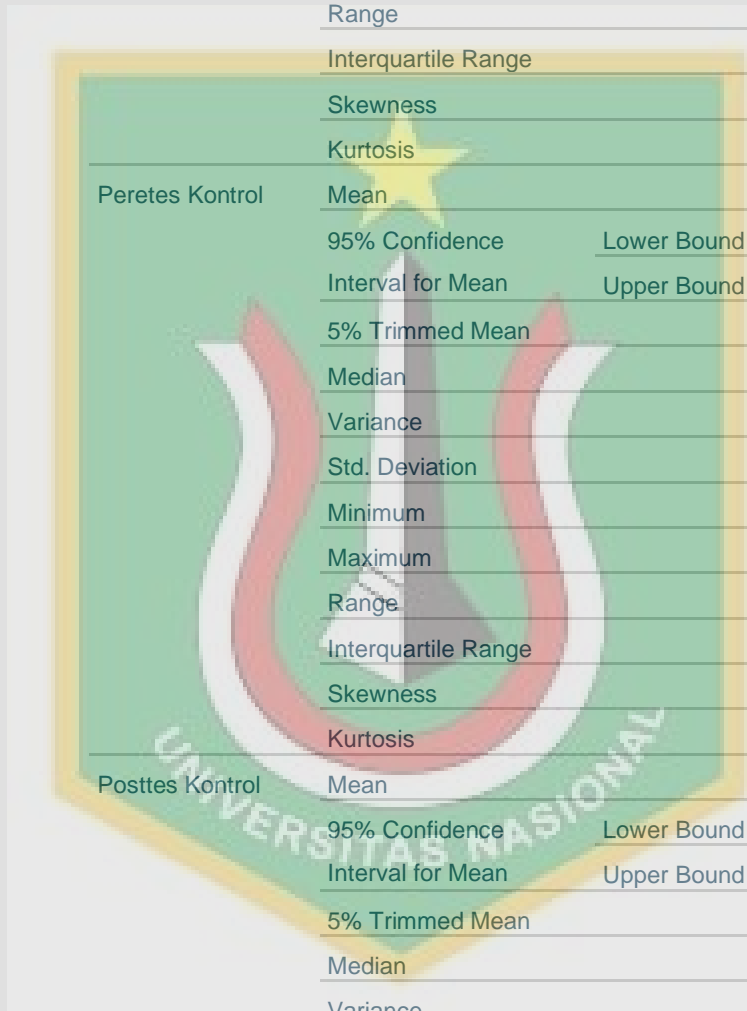 Range
Interquartile Range
Skewness
Kurtosis
Peretes Kontrol Mean
95% Confidence Lower Bound
Interval for Mean Upper Bound
5% Trimmed Mean
Median
Variance
Std. Deviation
Minimum
Maximum
Range
Interquartile Range
Skewness
Kurtosis
Posttes Kontrol Mean
95% Confidence Lower Bound
Interval for Mean Upper Bound
5% Trimmed Mean
Median
Variance
UNIVERSITAS NASIONAL